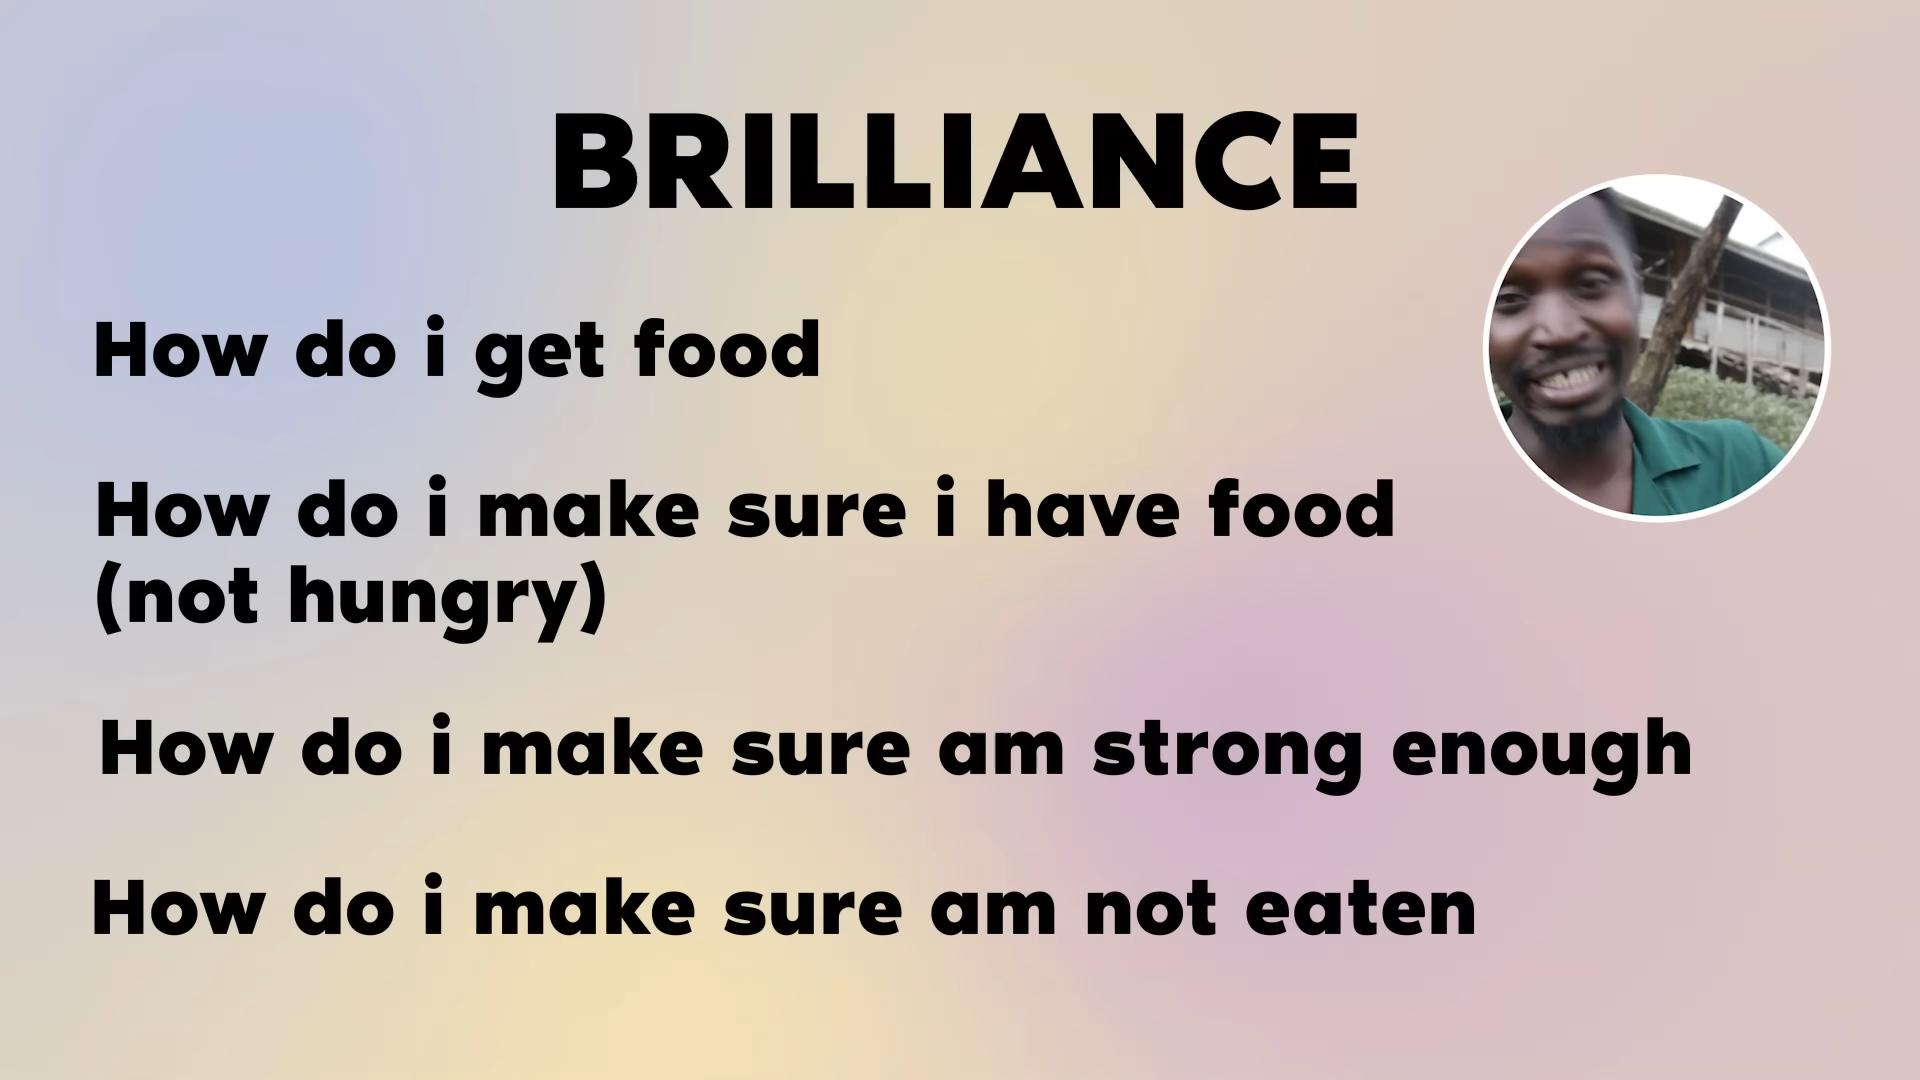 BRILLIANCE
How do i get food
How do i make sure i have food
(not hungry)
How do i make sure am strong enough
How do i make sure am not eaten